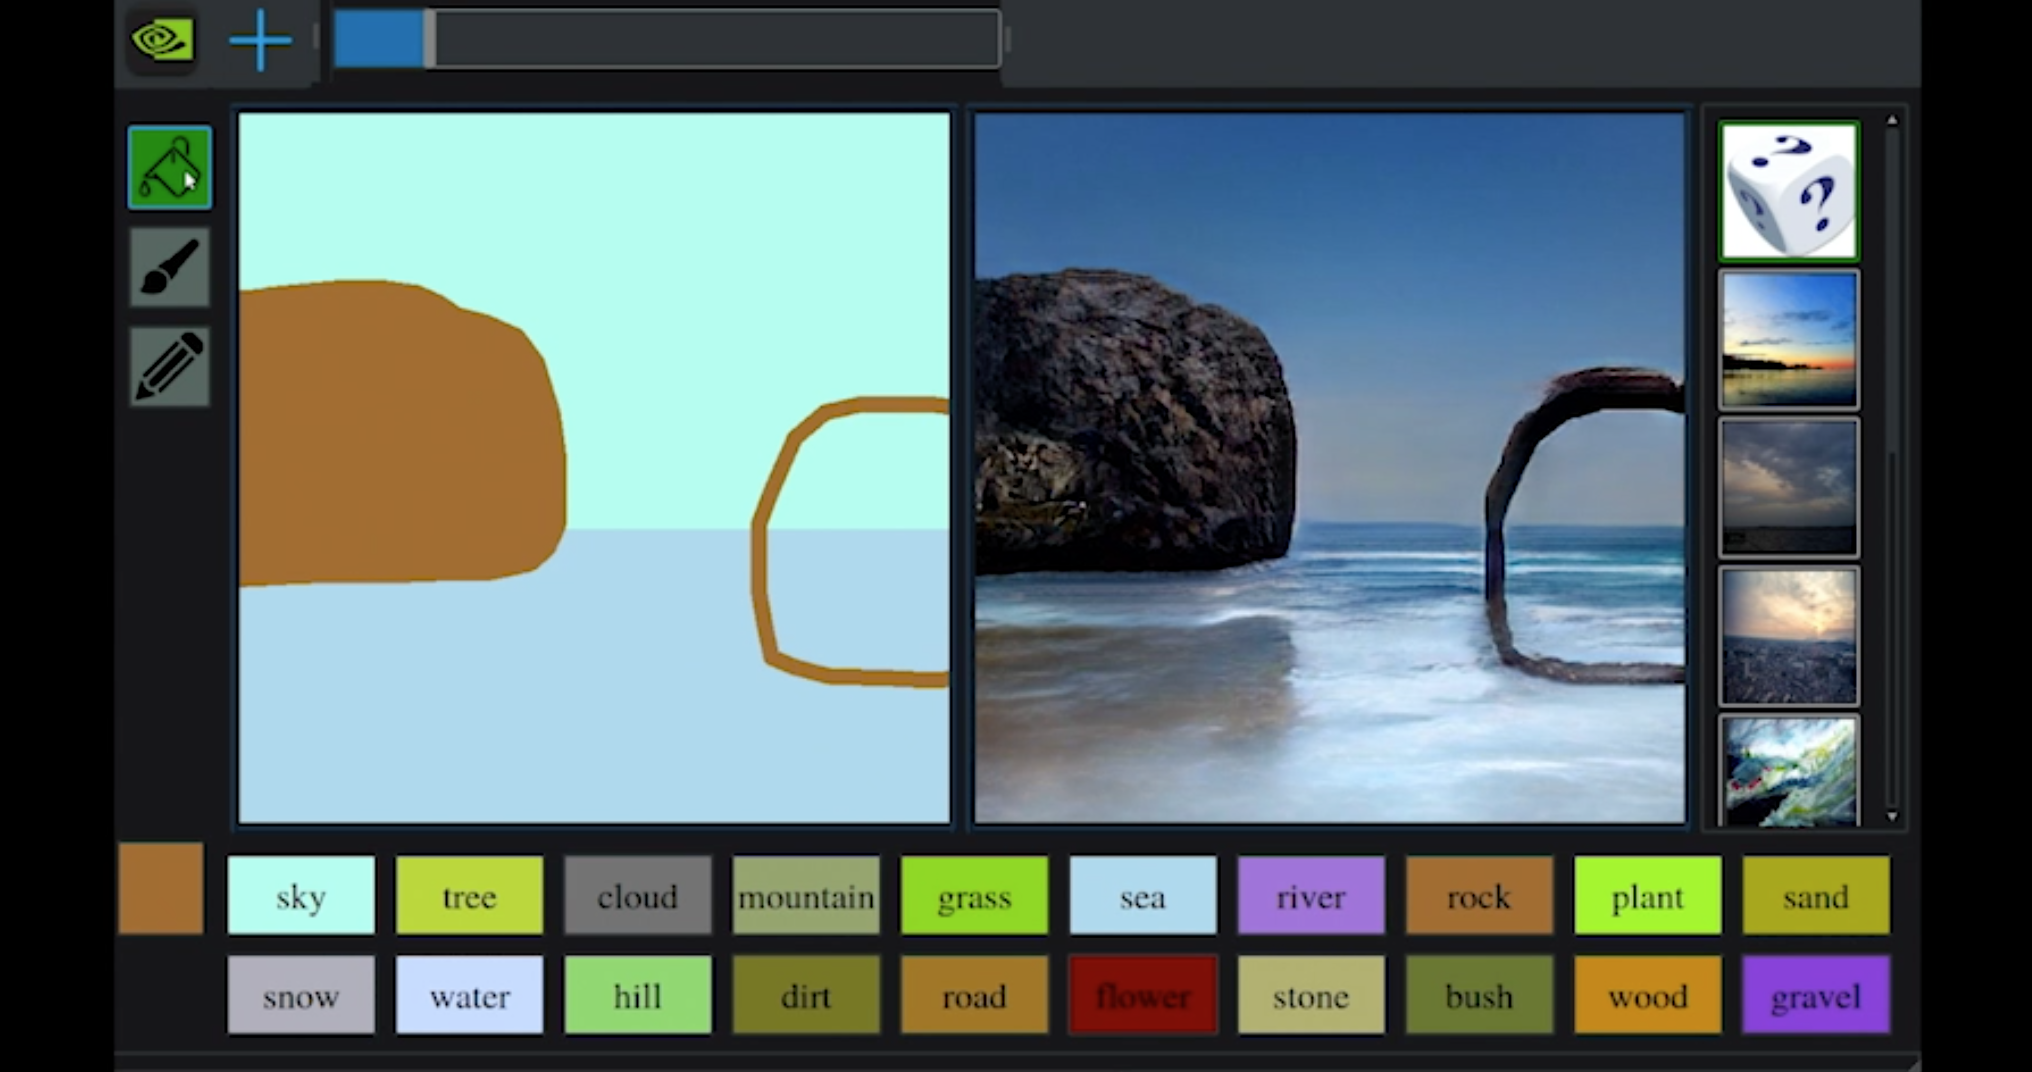 sky tree cloud mountain grass sea river rock plant sand
snow water hill dirt road flower stone bush wood gravel